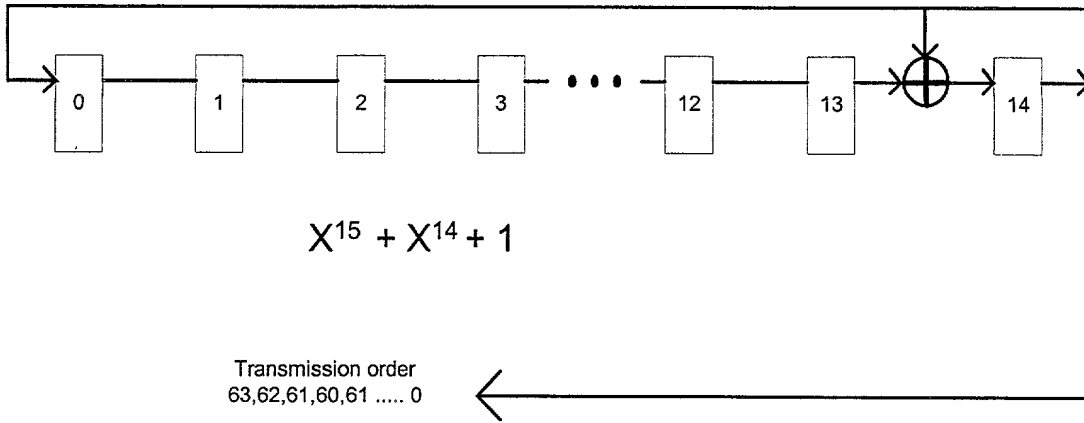 0 1 2 3 12 13 14
X¹⁵ + X¹⁴ + 1
Transmission order
63,62,61,60,61 ..... 0